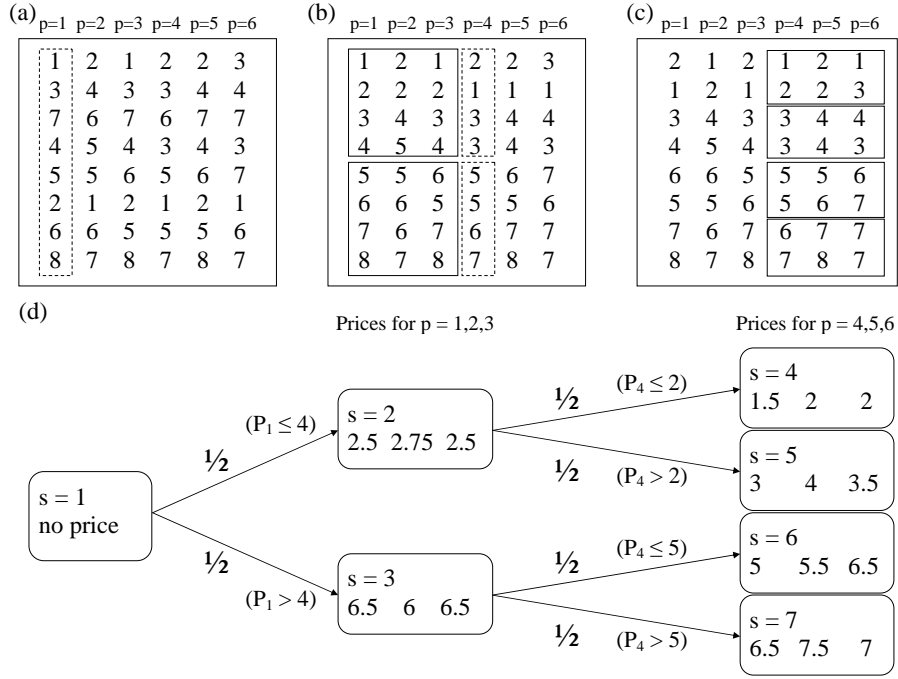 (a)
p=1 p=2 p=3 p=4 p=5 p=6
1 2 1 2 2 3
3 4 3 3 4 4
7 6 7 6 7 7
4 5 4 3 4 3
5 5 6 5 6 7
2 1 2 1 2 1
6 6 5 5 5 6
8 7 8 7 8 7
(b)
p=1 p=2 p=3 p=4 p=5 p=6
1 2 1 2 2 3
2 2 2 1 1 1
3 4 3 3 4 4
4 5 4 3 4 3
5 5 6 5 6 7
6 6 5 5 5 6
7 6 7 6 7 7
8 7 8 7 8 7
(c)
p=1 p=2 p=3 p=4 p=5 p=6
2 1 2 1 2 1
1 2 1 2 2 3
3 4 3 3 4 4
4 5 4 3 4 3
6 6 5 5 5 6
5 5 6 5 6 7
7 6 7 6 7 7
8 7 8 7 8 7
(d)
Prices for p = 1,2,3
Prices for p = 4,5,6
s = 1
no price
½
(P1 ≤ 4)
½
(P1 > 4)
s = 2
2.5 2.75 2.5
s = 3
6.5 6 6.5
½
(P4 ≤ 2)
½
(P4 > 2)
½
(P4 ≤ 5)
½
(P4 > 5)
s = 4
1.5 2 2
s = 5
3 4 3.5
s = 6
5 5.5 6.5
s = 7
6.5 7.5 7